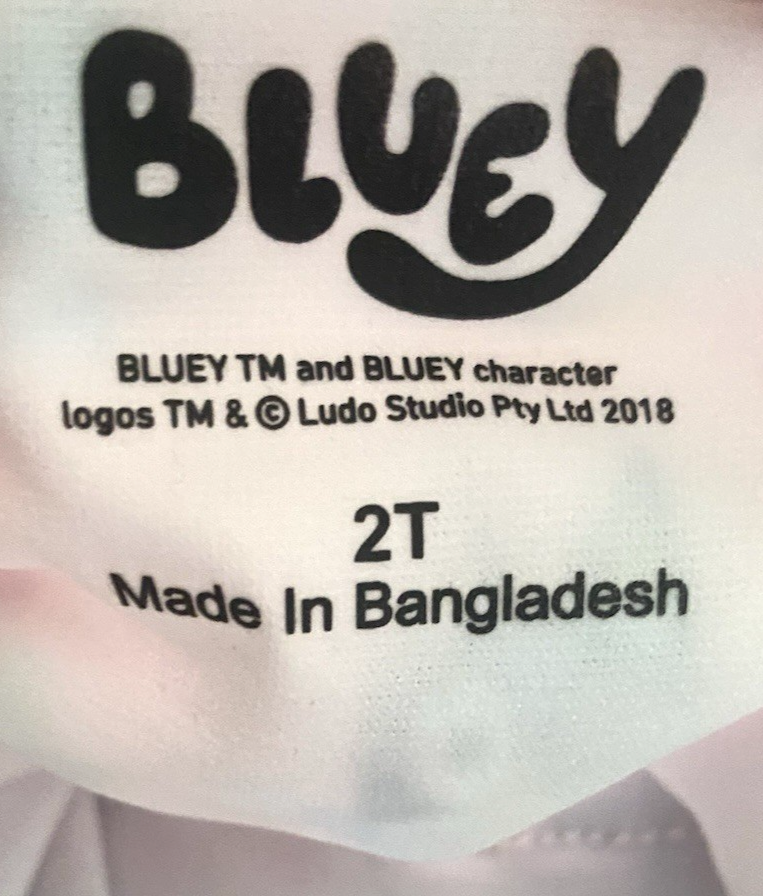 BLUEY
BLUEY TM and BLUEY character
logos TM & © Ludo Studio Pty Ltd 2018
2T
Made In Bangladesh